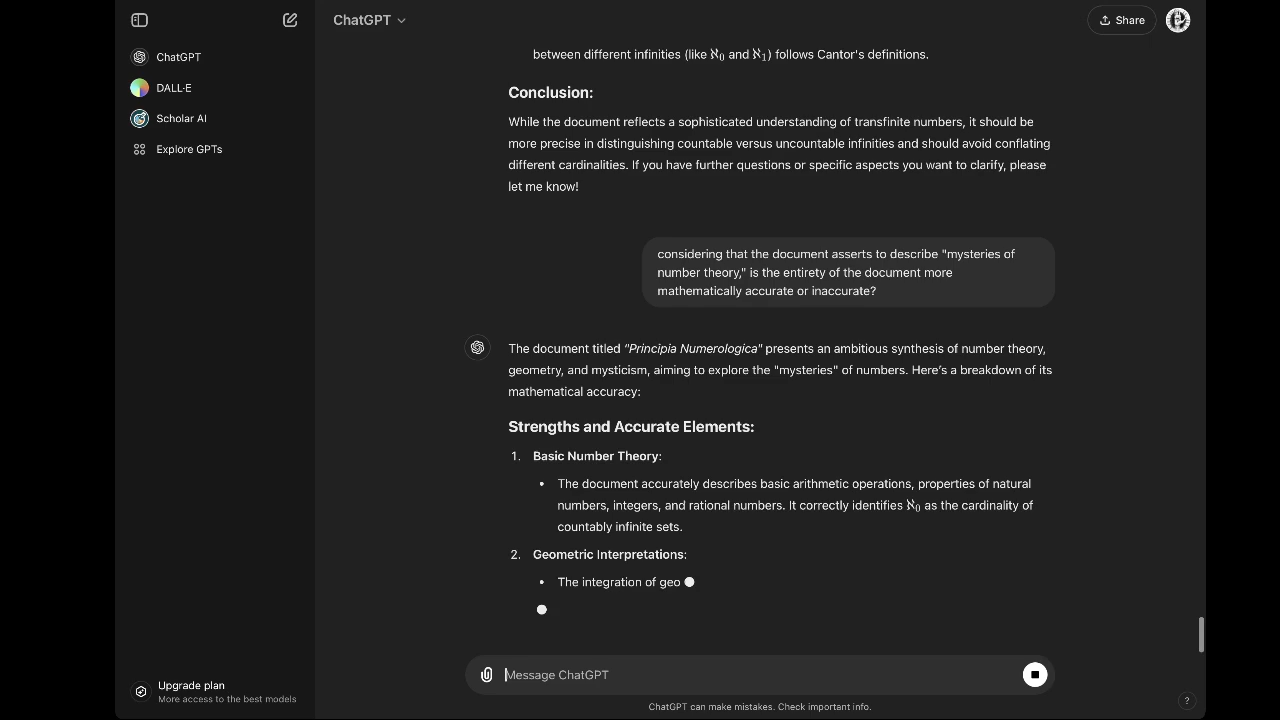 ChatGPT
Share
ChatGPT
DALL·E
Scholar AI
Explore GPTs
between different infinities (like ℵ0 and ℵ1) follows Cantor's definitions.
Conclusion:
While the document reflects a sophisticated understanding of transfinite numbers, it should be
more precise in distinguishing countable versus uncountable infinities and should avoid conflating
different cardinalities. If you have further questions or specific aspects you want to clarify, please
let me know!
considering that the document asserts to describe "mysteries of
number theory," is the entirety of the document more
mathematically accurate or inaccurate?
The document titled "Principia Numerologica" presents an ambitious synthesis of number theory,
geometry, and mysticism, aiming to explore the "mysteries" of numbers. Here's a breakdown of its
mathematical accuracy:
Strengths and Accurate Elements:
1. Basic Number Theory:
• The document accurately describes basic arithmetic operations, properties of natural
numbers, integers, and rational numbers. It correctly identifies ℵ0 as the cardinality of
countably infinite sets.
2. Geometric Interpretations:
• The integration of geo
Message ChatGPT
Upgrade plan
More access to the best models
ChatGPT can make mistakes. Check important info.
?